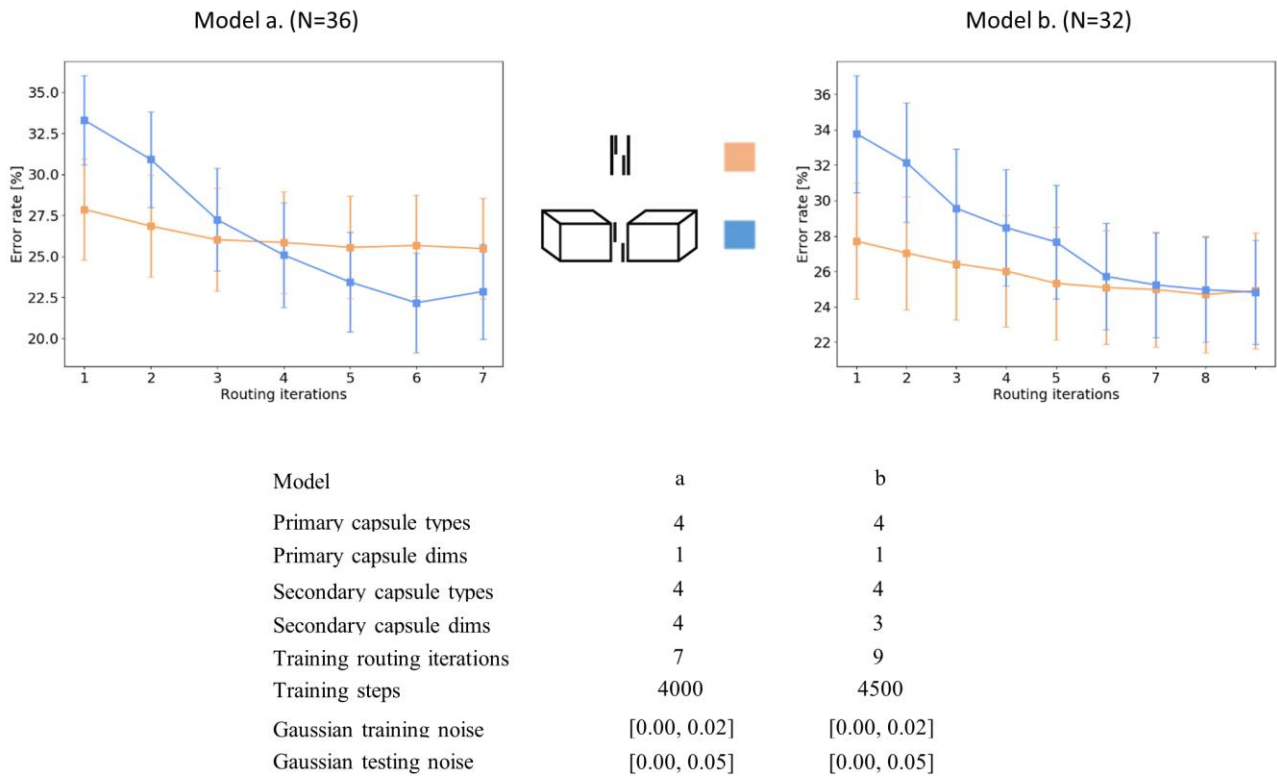 Model a. (N=36)
Model b. (N=32)
Error rate [%]
35.0
32.5
30.0
27.5
25.0
22.5
20.0
1 2 3 4 5 6 7
Routing iterations
Error rate [%]
36
34
32
30
28
26
24
22
1 2 3 4 5 6 7 8
Routing iterations
Model a b
Primary capsule types 4 4
Primary capsule dims 1 1
Secondary capsule types 4 4
Secondary capsule dims 4 3
Training routing iterations 7 9
Training steps 4000 4500
Gaussian training noise [0.00, 0.02] [0.00, 0.02]
Gaussian testing noise [0.00, 0.05] [0.00, 0.05]